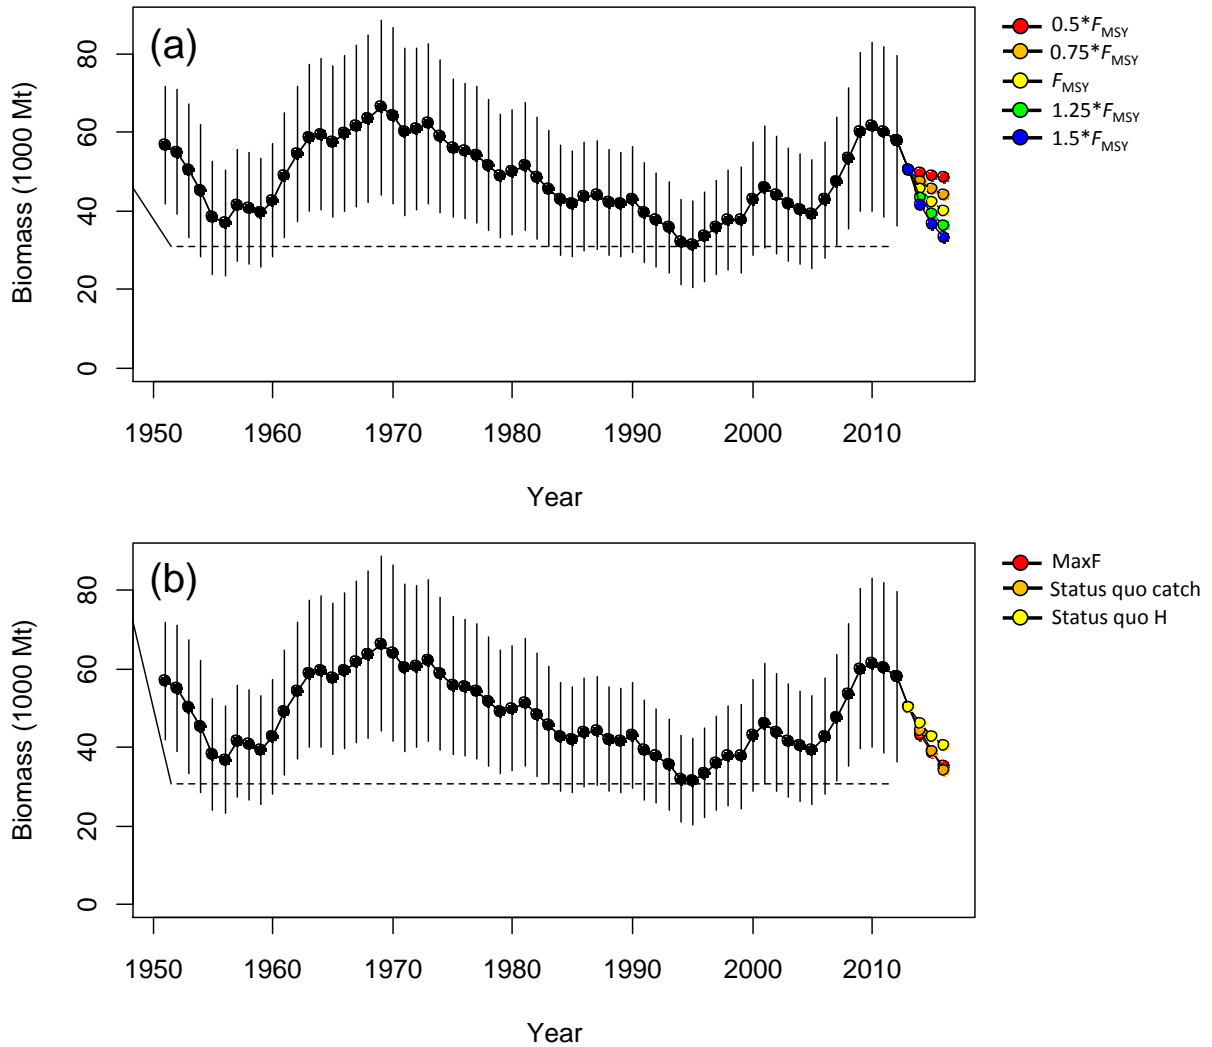 (a)
0.5*FMSY
0.75*FMSY
FMSY
1.25*FMSY
1.5*FMSY
Biomass (1000 Mt)
80
60
40
20
0
1950 1960 1970 1980 1990 2000 2010
Year
(b)
MaxF
Status quo catch
Status quo H
Biomass (1000 Mt)
80
60
40
20
0
1950 1960 1970 1980 1990 2000 2010
Year